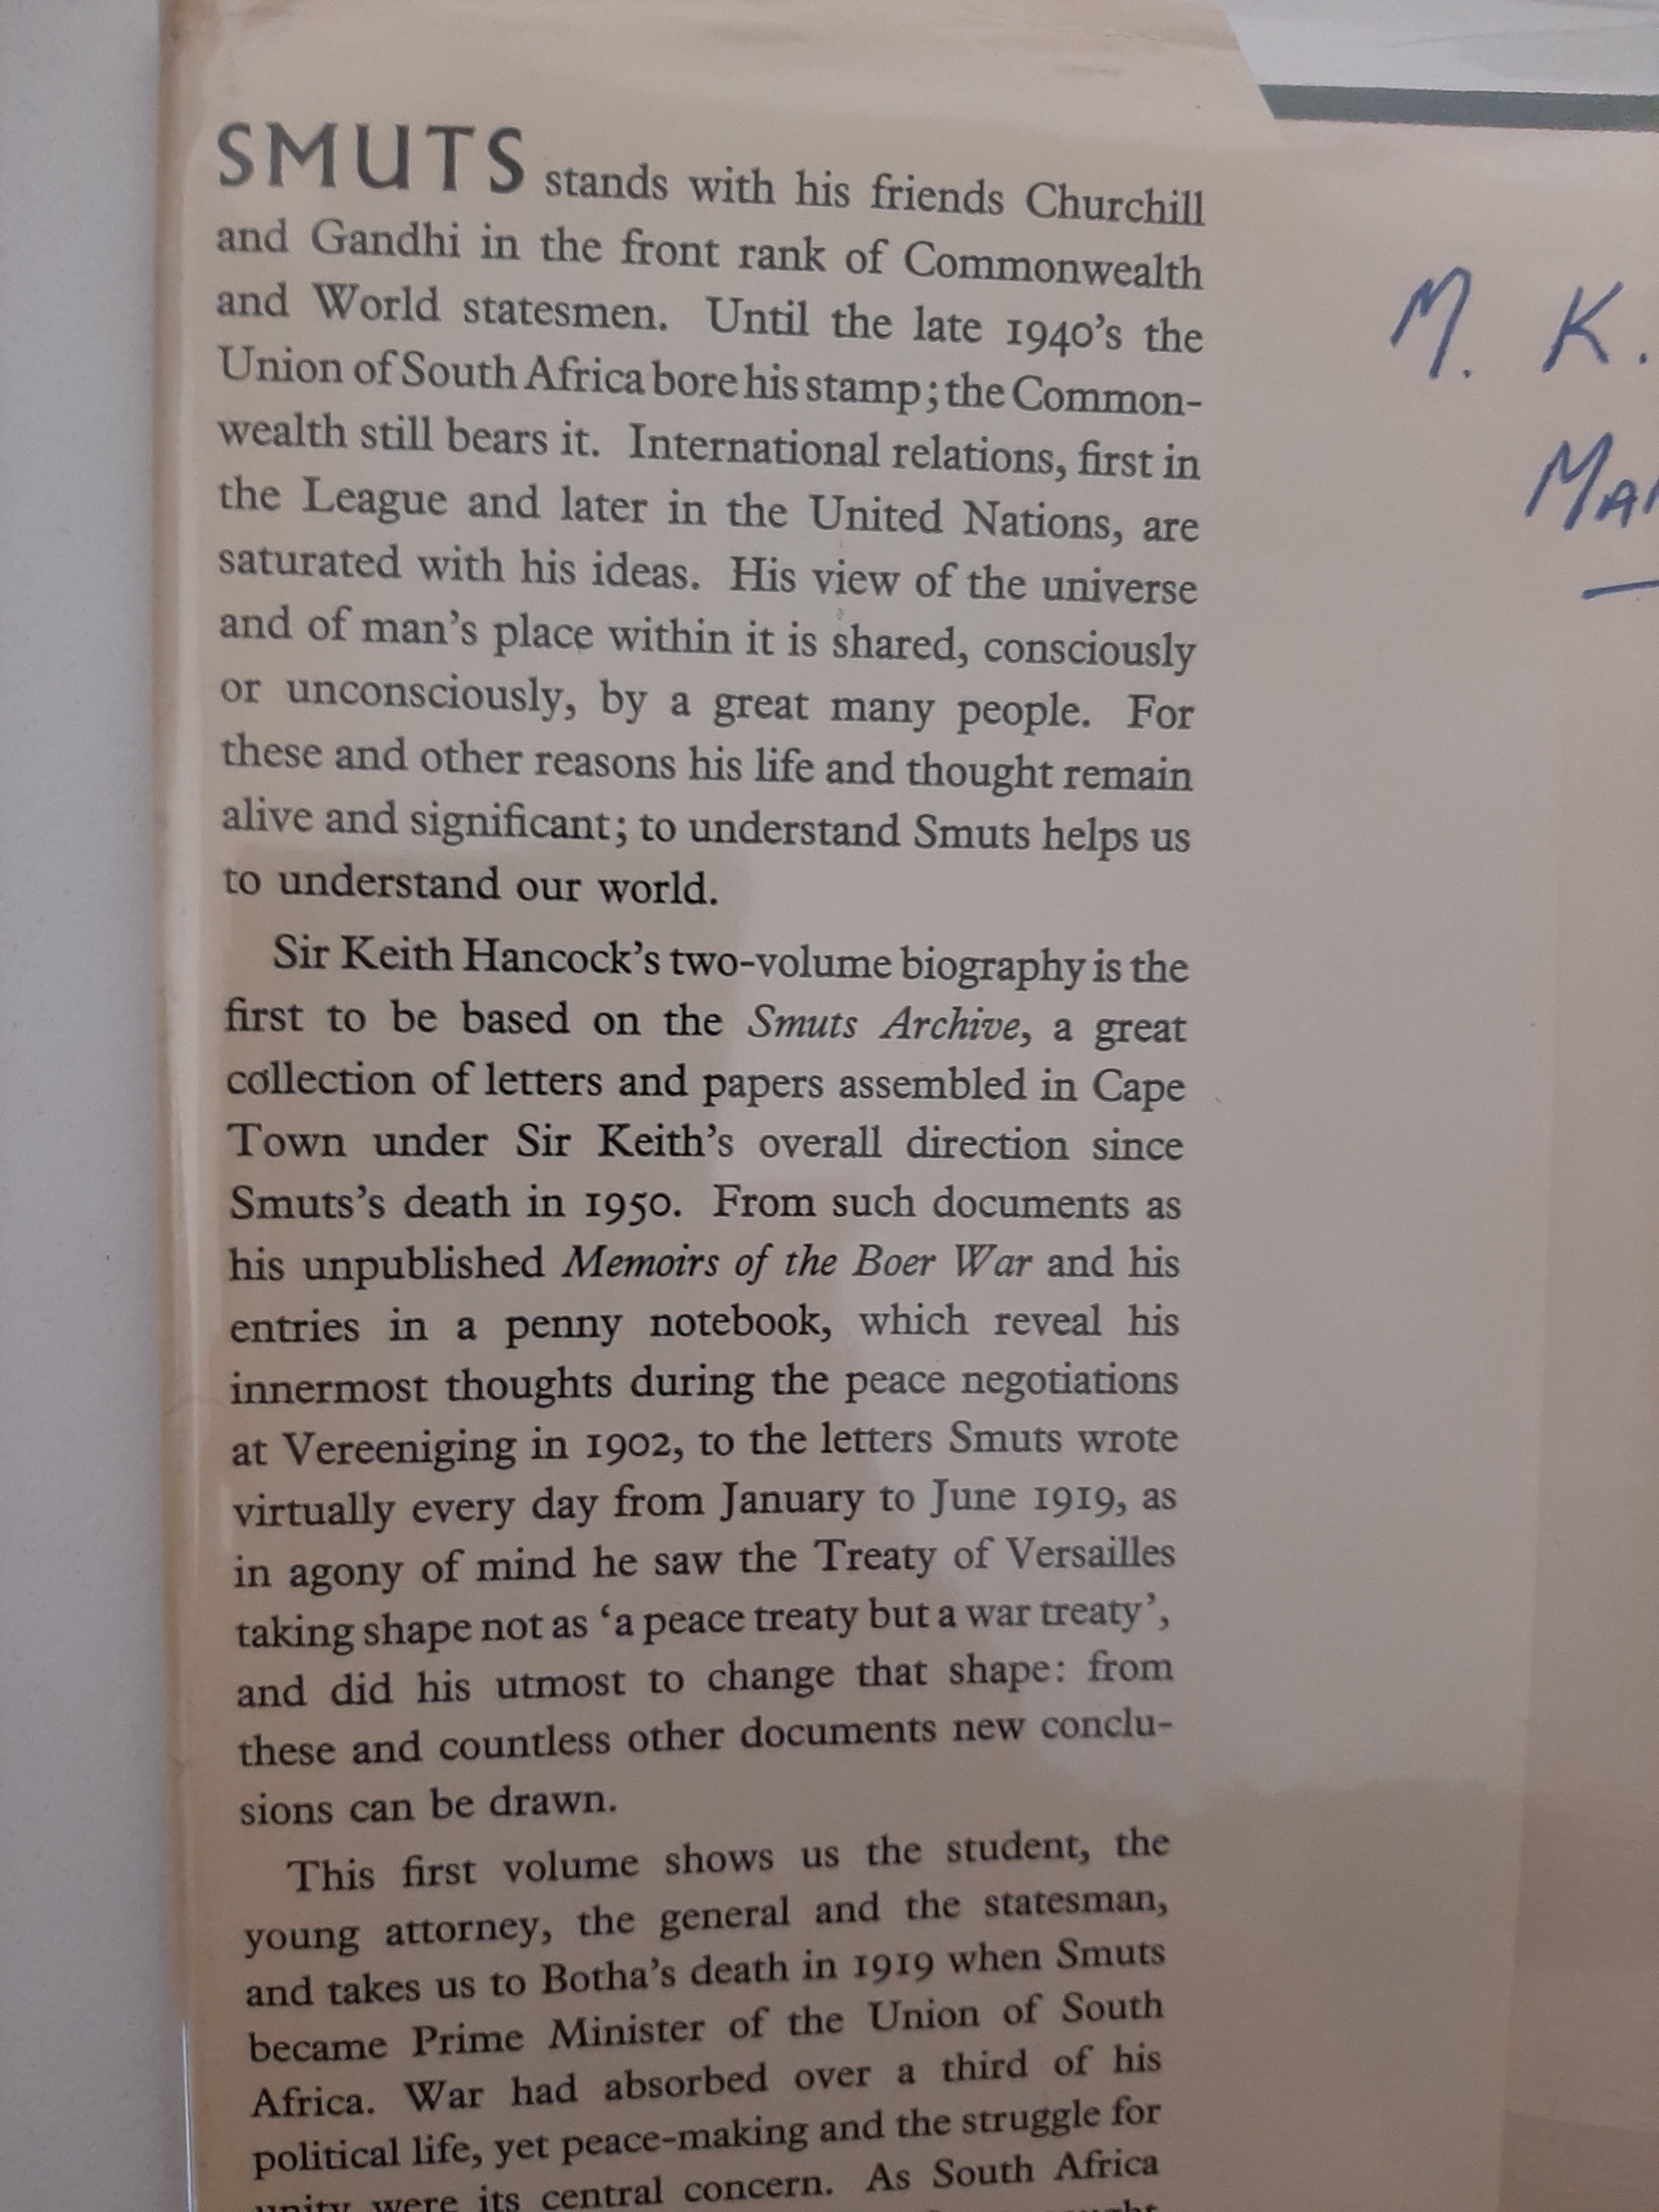 SMUTS stands with his friends Churchill
and Gandhi in the front rank of Commonwealth
and World statesmen. Until the late 1940's the
Union of South Africa bore his stamp; the Common-
wealth still bears it. International relations, first in
the League and later in the United Nations, are
saturated with his ideas. His view of the universe
and of man's place within it is shared, consciously
or unconsciously, by a great many people. For
these and other reasons his life and thought remain
alive and significant; to understand Smuts helps us
to understand our world.
Sir Keith Hancock's two-volume biography is the
first to be based on the Smuts Archive, a great
collection of letters and papers assembled in Cape
Town under Sir Keith's overall direction since
Smuts's death in 1950. From such documents as
his unpublished Memoirs of the Boer War and his
entries in a penny notebook, which reveal his
innermost thoughts during the peace negotiations
at Vereeniging in 1902, to the letters Smuts wrote
virtually every day from January to June 1919, as
in agony of mind he saw the Treaty of Versailles
taking shape not as ‘a peace treaty but a war treaty’,
and did his utmost to change that shape: from
these and countless other documents new conclu-
sions can be drawn.
This first volume shows us the student, the
young attorney, the general and the statesman,
and takes us to Botha's death in 1919 when Smuts
became Prime Minister of the Union of South
Africa. War had absorbed over a third of his
political life, yet peace-making and the struggle for
unity were its central concern. As South Africa
M. K.